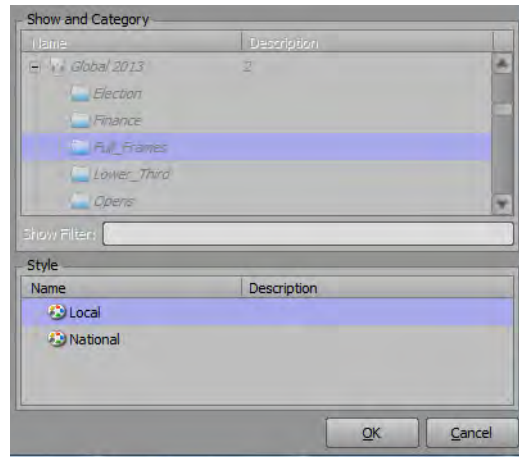 Show and Category
Name Description
Global 2013 2
Election
Finance
Full_Frames
Lower_Third
Opens
Show Filter:
Style
Name Description
Local
National
OK Cancel